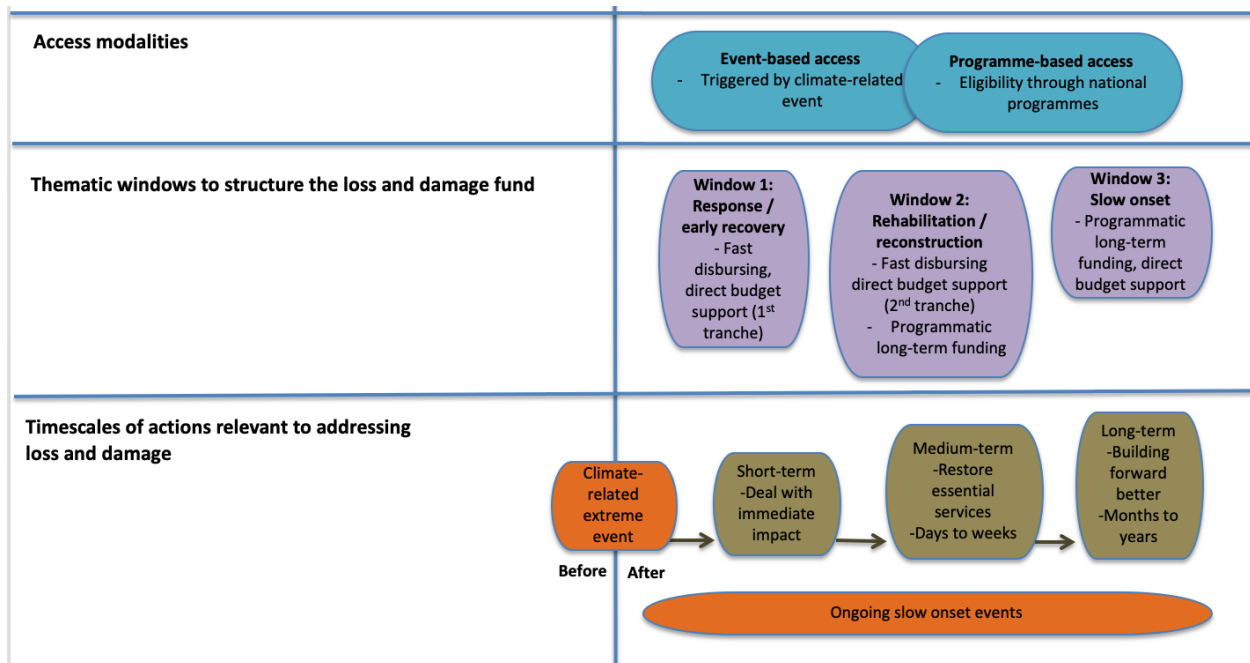 Access modalities
Event-based access
- Triggered by climate-related
event
Programme-based access
- Eligibility through national
programmes
Thematic windows to structure the loss and damage fund
Window 1:
Response /
early recovery
- Fast
disbursing,
direct budget
support (1st
tranche)
Window 2:
Rehabilitation /
reconstruction
- Fast disbursing
direct budget support
(2nd tranche)
- Programmatic
long-term funding
Window 3:
Slow onset
- Programmatic
long-term
funding, direct
budget support
Timescales of actions relevant to addressing
loss and damage
Climate-
related
extreme
event
Before
After
Short-term
-Deal with
immediate
impact
Medium-term
-Restore
essential
services
-Days to weeks
Long-term
-Building
forward
better
-Months to
years
Ongoing slow onset events